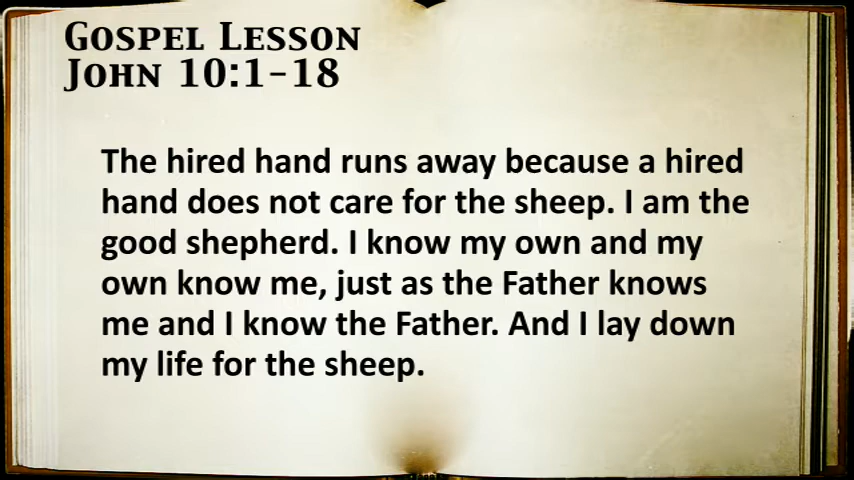 Gospel Lesson
John 10:1-18
The hired hand runs away because a hired
hand does not care for the sheep. I am the
good shepherd. I know my own and my
own know me, just as the Father knows
me and I know the Father. And I lay down
my life for the sheep.